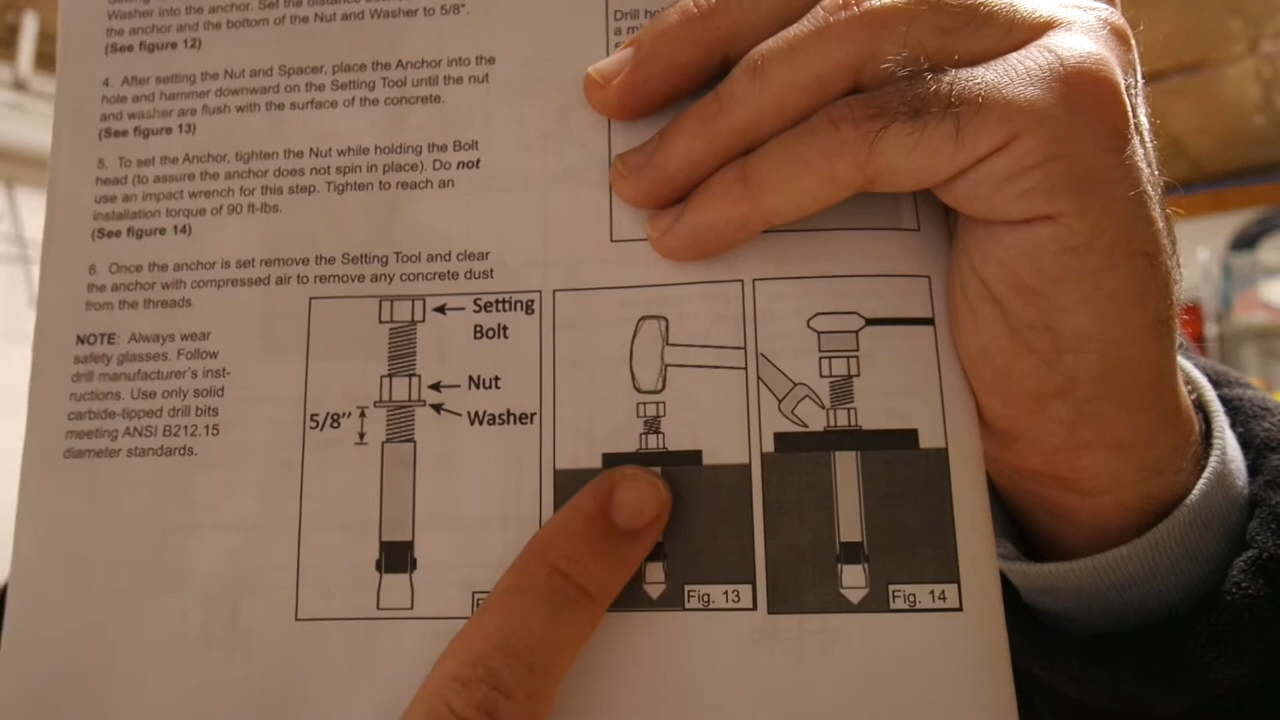 Washer into the anchor. Set the distance
the anchor and the bottom of the Nut and Washer to 5/8".
(See figure 12)
4. After setting the Nut and Spacer, place the Anchor into the
hole and hammer downward on the Setting Tool until the nut
and washer are flush with the surface of the concrete.
(See figure 13)
5. To set the Anchor, tighten the Nut while holding the Bolt
head (to assure the anchor does not spin in place). Do not
use an impact wrench for this step. Tighten to reach an
installation torque of 90 ft-lbs.
(See figure 14)
6. Once the anchor is set remove the Setting Tool and clear
the anchor with compressed air to remove any concrete dust
from the threads.
NOTE: Always wear
safety glasses. Follow
drill manufacturer's inst-
ructions. Use only solid
carbide-tipped drill bits
meeting ANSI B212.15
diameter standards.
Setting
Bolt
Nut
Washer
5/8"
Drill
a
Fig. 13
Fig. 14